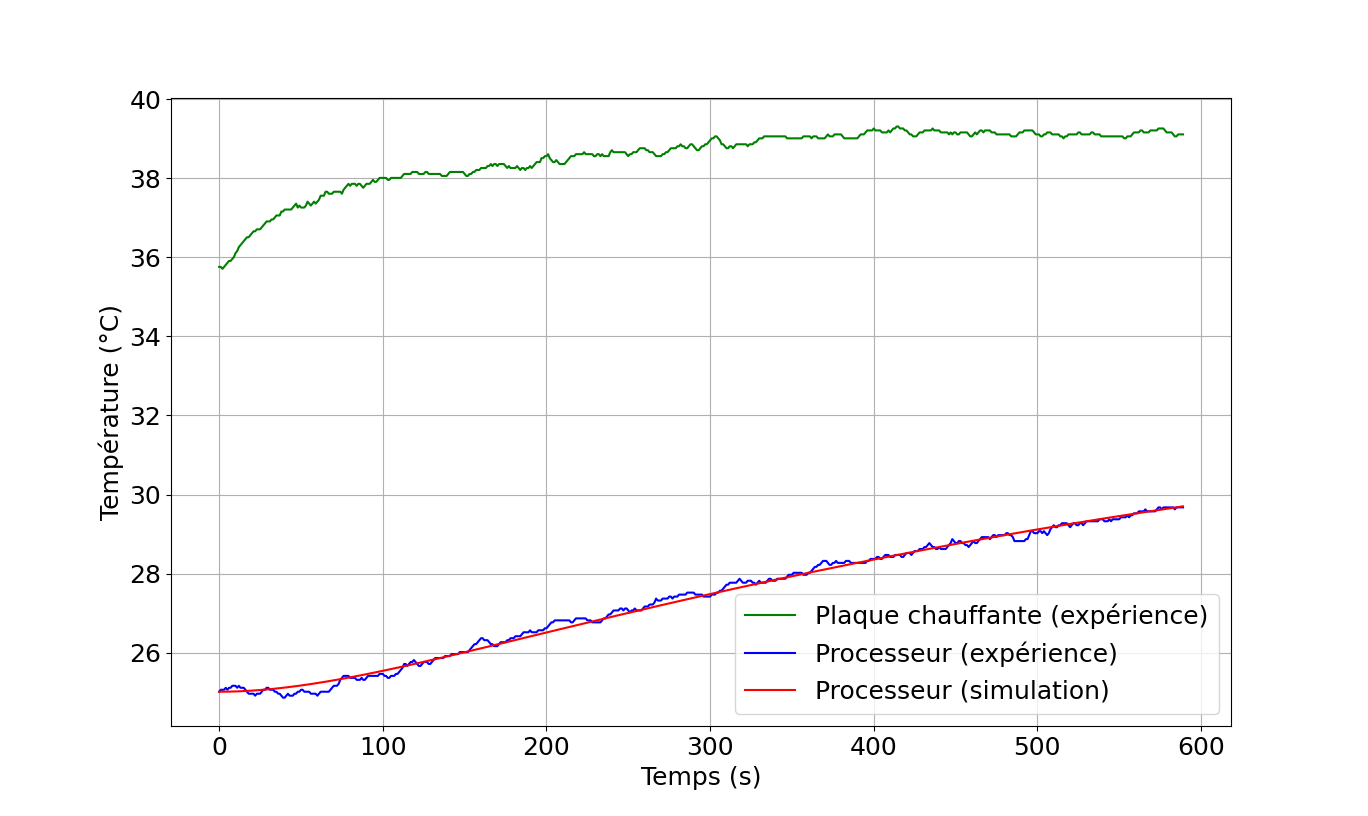 40
38
36
34
32
30
28
26
Température (°C)
Plaque chauffante (expérience)
Processeur (expérience)
Processeur (simulation)
0 100 200 300 400 500 600
Temps (s)